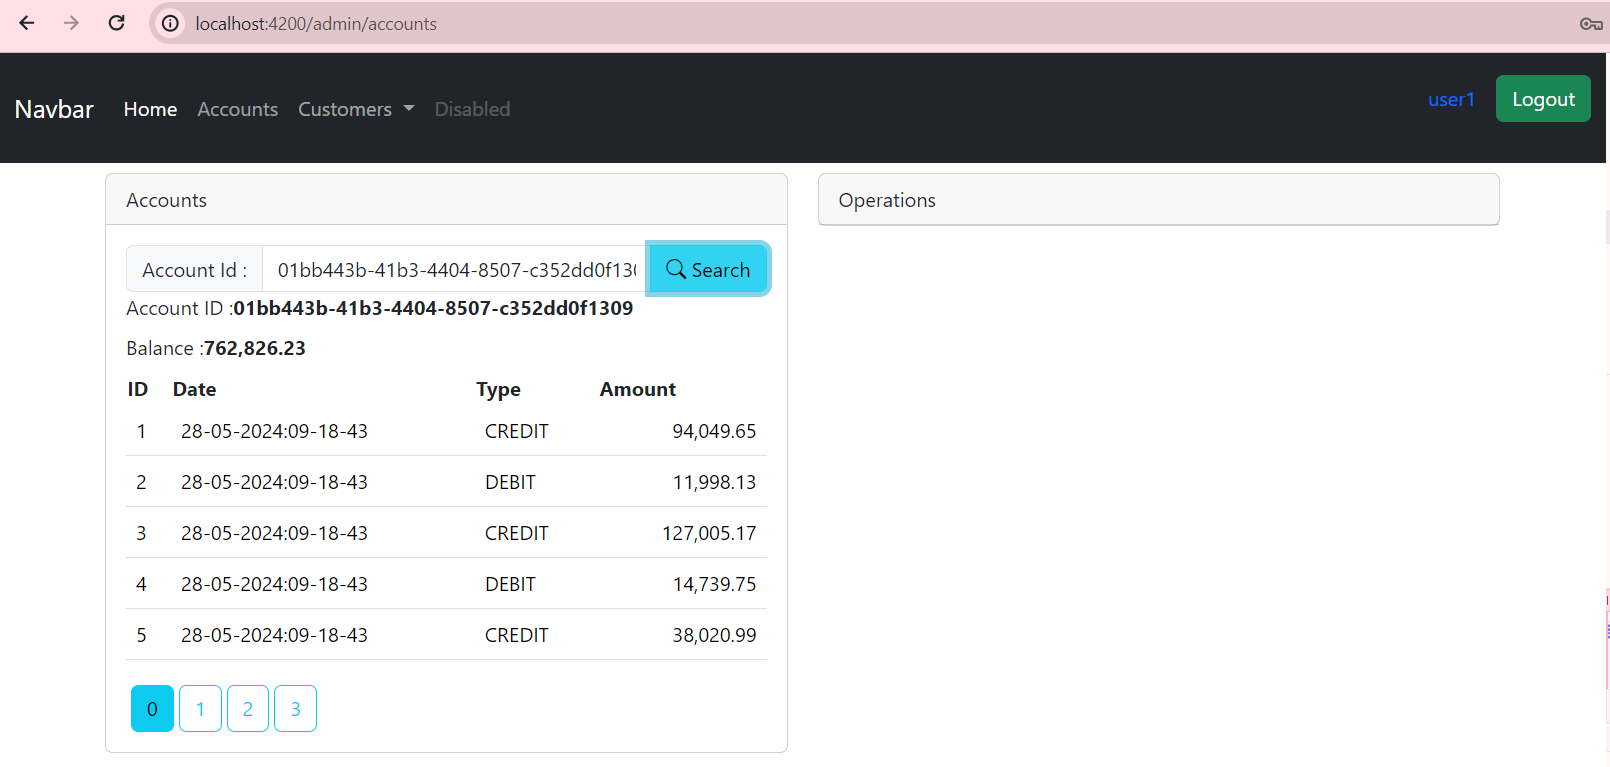 localhost:4200/admin/accounts
Navbar Home Accounts Customers Disabled user1 Logout
Accounts
Account Id : 01bb443b-41b3-4404-8507-c352dd0f130 Search
Account ID :01bb443b-41b3-4404-8507-c352dd0f1309
Balance :762,826.23
ID Date Type Amount
1 28-05-2024:09-18-43 CREDIT 94,049.65
2 28-05-2024:09-18-43 DEBIT 11,998.13
3 28-05-2024:09-18-43 CREDIT 127,005.17
4 28-05-2024:09-18-43 DEBIT 14,739.75
5 28-05-2024:09-18-43 CREDIT 38,020.99
0 1 2 3
Operations